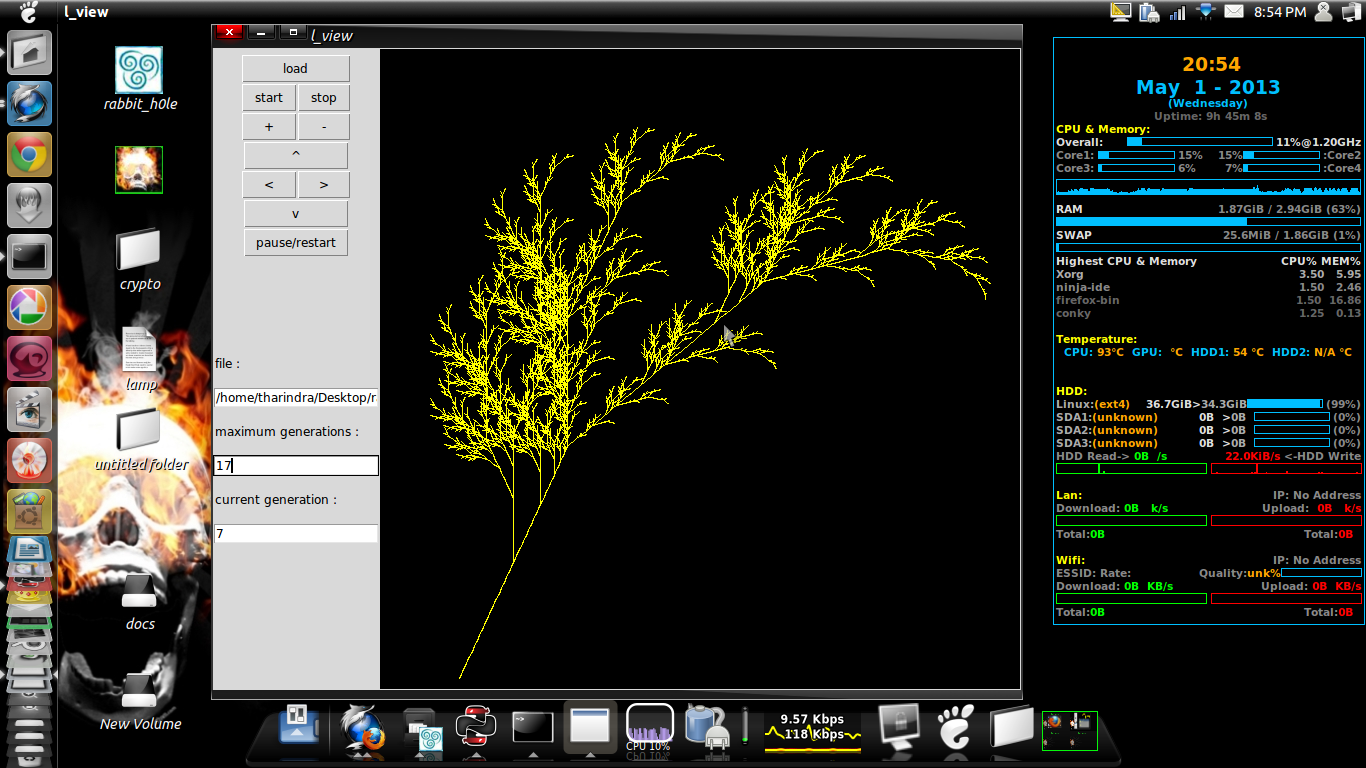 l_view
8:54 PM
rabbit_h0le
crypto
lamp
untitled folder
docs
New Volume
l_view
load
start stop
+ -
^
< >
v
pause/restart
file :
/home/tharindra/Desktop/r
maximum generations :
17
current generation :
7
20:54
May 1 - 2013
(Wednesday)
Uptime: 9h 45m 8s
CPU & Memory:
Overall: 11%@1.20GHz
Core1: 15% 15% :Core2
Core3: 6% 7% :Core4
RAM 1.87GiB / 2.94GiB (63%)
SWAP 25.6MiB / 1.86GiB (1%)
Highest CPU & Memory CPU% MEM%
Xorg 3.50 5.95
ninja-ide 1.50 2.46
firefox-bin 1.50 16.86
conky 1.25 0.13
Temperature:
CPU: 93°C GPU: °C HDD1: 54 °C HDD2: N/A °C
HDD:
Linux:(ext4) 36.7GiB>34.3GiB (99%)
SDA1:(unknown) 0B >0B (0%)
SDA2:(unknown) 0B >0B (0%)
SDA3:(unknown) 0B >0B (0%)
HDD Read-> 0B /s 22.0KiB/s <-HDD Write
Lan: IP: No Address
Download: 0B k/s Upload: 0B k/s
Total:0B Total:0B
Wifi: IP: No Address
ESSID: Rate: Quality:unk%
Download: 0B KB/s Upload: 0B KB/s
Total:0B Total:0B
CPU 10%
9.57 Kbps
118 Kbps